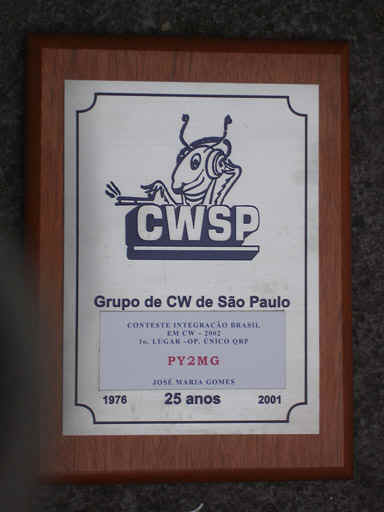 CWSP
Grupo de CW de São Paulo
CONTESTE INTEGRAÇÃO BRASIL
EM CW - 2002
1o. LUGAR -OP. ÚNICO QRP
PY2MG
JOSÉ MARIA GOMES
1976 25 anos 2001